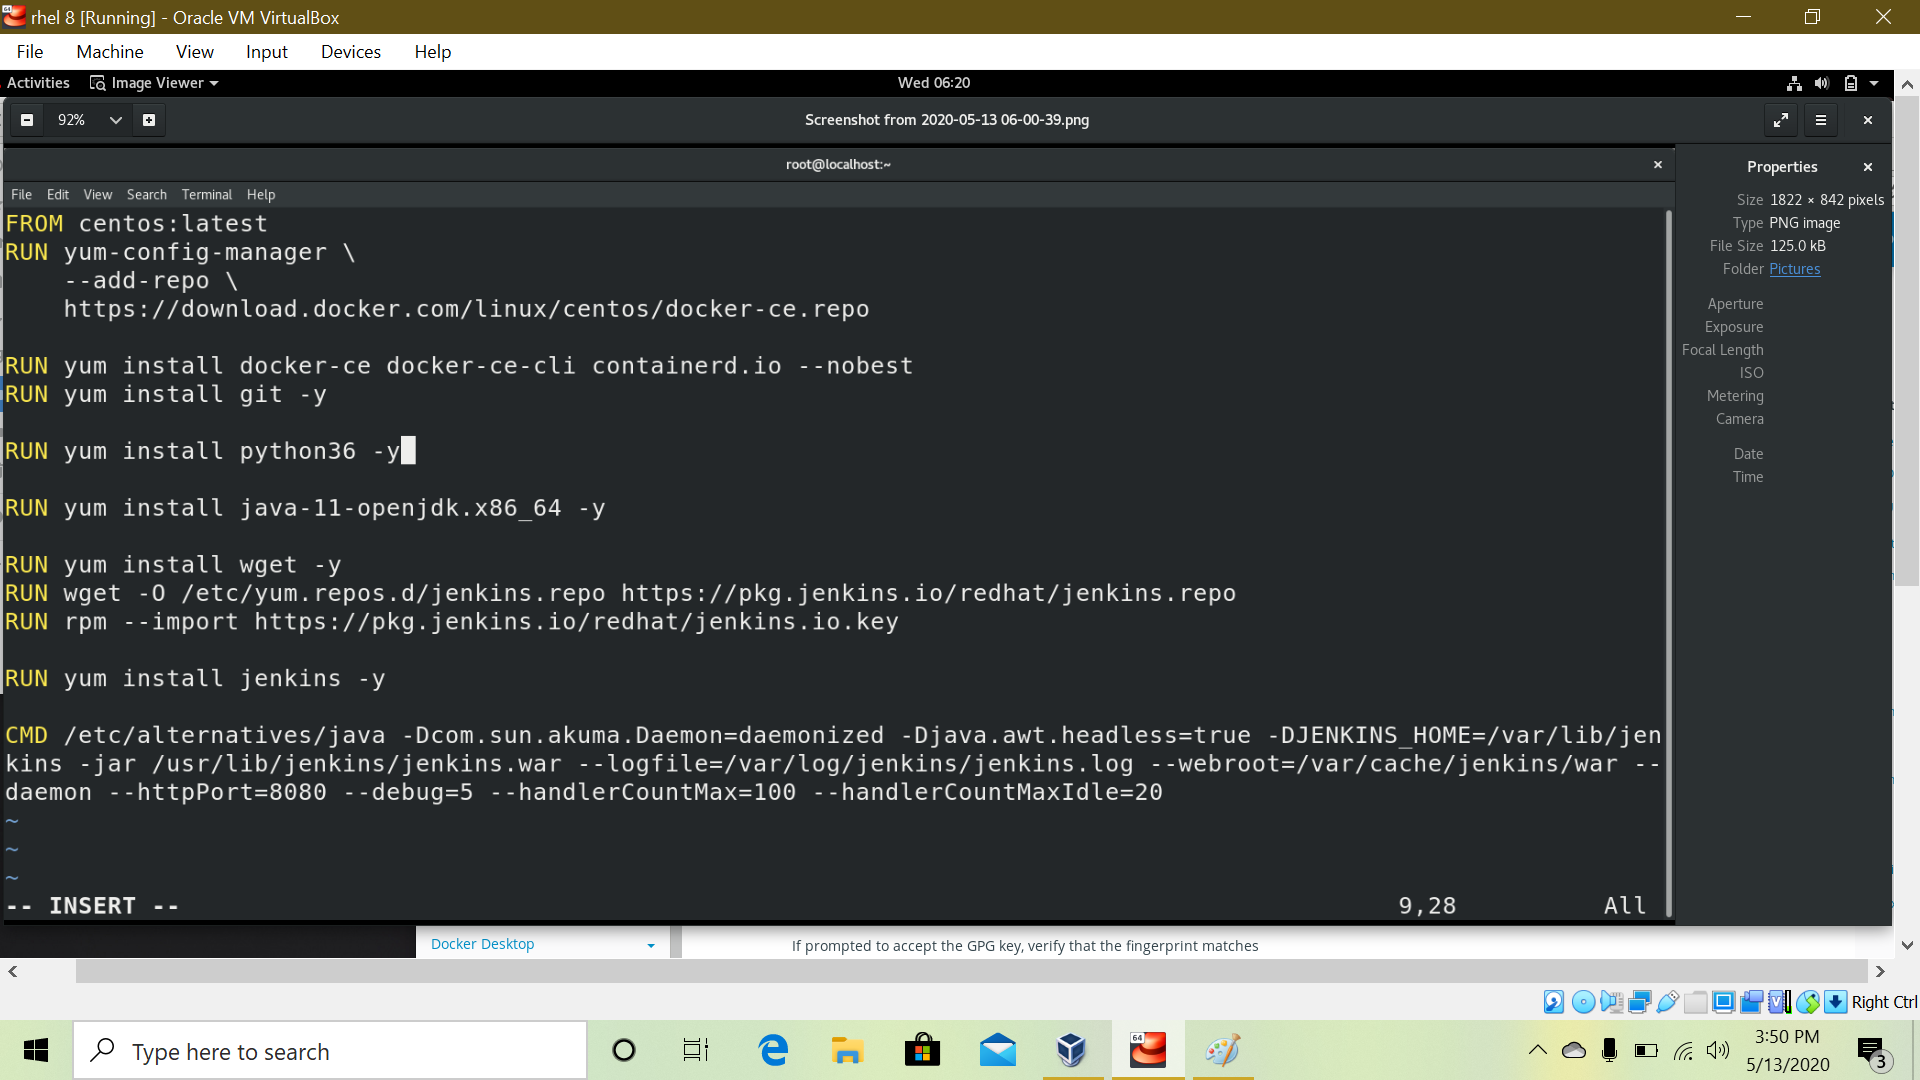 rhel 8 [Running] - Oracle VM VirtualBox
File Machine View Input Devices Help
Activities Image Viewer Wed 06:20
92% Screenshot from 2020-05-13 06-00-39.png
root@localhost:~
File Edit View Search Terminal Help
FROM centos:latest
RUN yum-config-manager \
--add-repo \
https://download.docker.com/linux/centos/docker-ce.repo
RUN yum install docker-ce docker-ce-cli containerd.io --nobest
RUN yum install git -y
RUN yum install python36 -y
RUN yum install java-11-openjdk.x86_64 -y
RUN yum install wget -y
RUN wget -O /etc/yum.repos.d/jenkins.repo https://pkg.jenkins.io/redhat/jenkins.repo
RUN rpm --import https://pkg.jenkins.io/redhat/jenkins.io.key
RUN yum install jenkins -y
CMD /etc/alternatives/java -Dcom.sun.akuma.Daemon=daemonized -Djava.awt.headless=true -DJENKINS_HOME=/var/lib/jen
kins -jar /usr/lib/jenkins/jenkins.war --logfile=/var/log/jenkins/jenkins.log --webroot=/var/cache/jenkins/war --
daemon --httpPort=8080 --debug=5 --handlerCountMax=100 --handlerCountMaxIdle=20
~
~
~
-- INSERT -- 9,28 All
Properties
Size 1822 × 842 pixels
Type PNG image
File Size 125.0 kB
Folder Pictures
Aperture
Exposure
Focal Length
ISO
Metering
Camera
Date
Time
Docker Desktop
If prompted to accept the GPG key, verify that the fingerprint matches
Right Ctrl
Type here to search
64
3:50 PM
5/13/2020
3